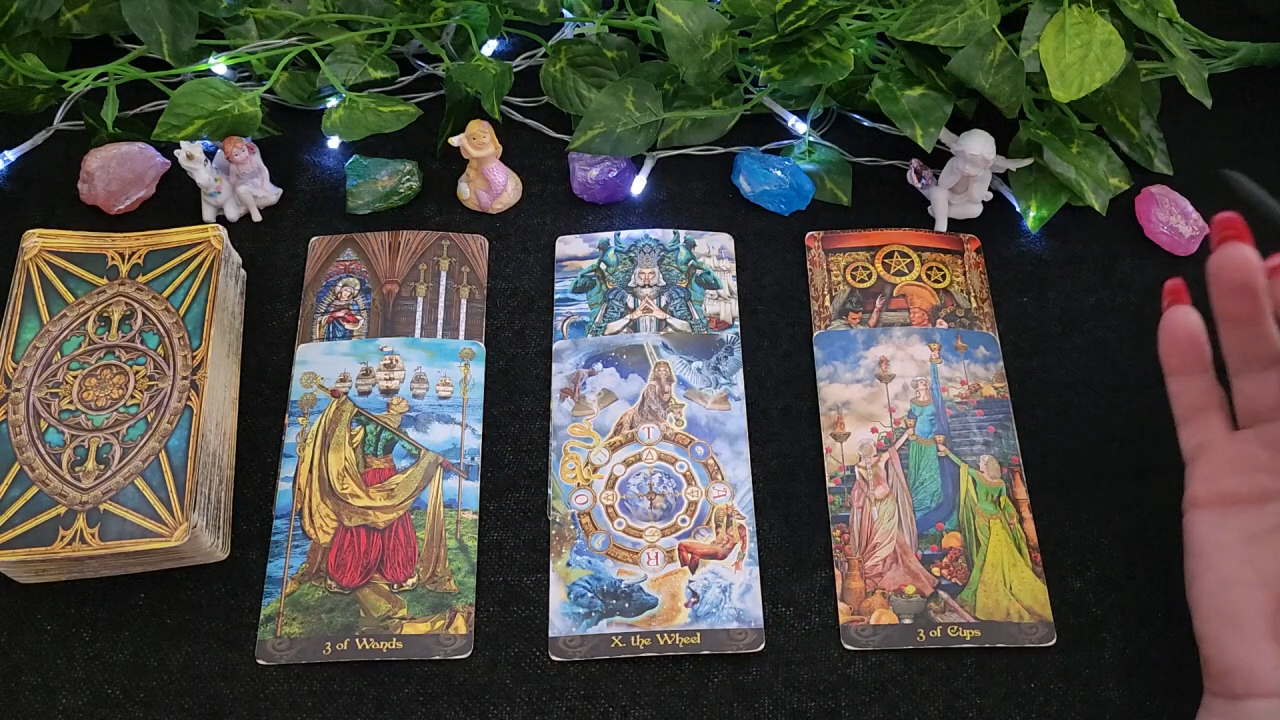 3 of Wands
X. the Wheel
3 of Cups
T
A
R
O